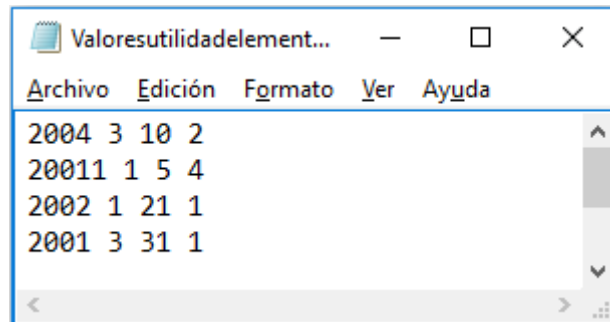 Valoresutilidadelement...
Archivo Edición Formato Ver Ayuda
2004 3 10 2
20011 1 5 4
2002 1 21 1
2001 3 31 1